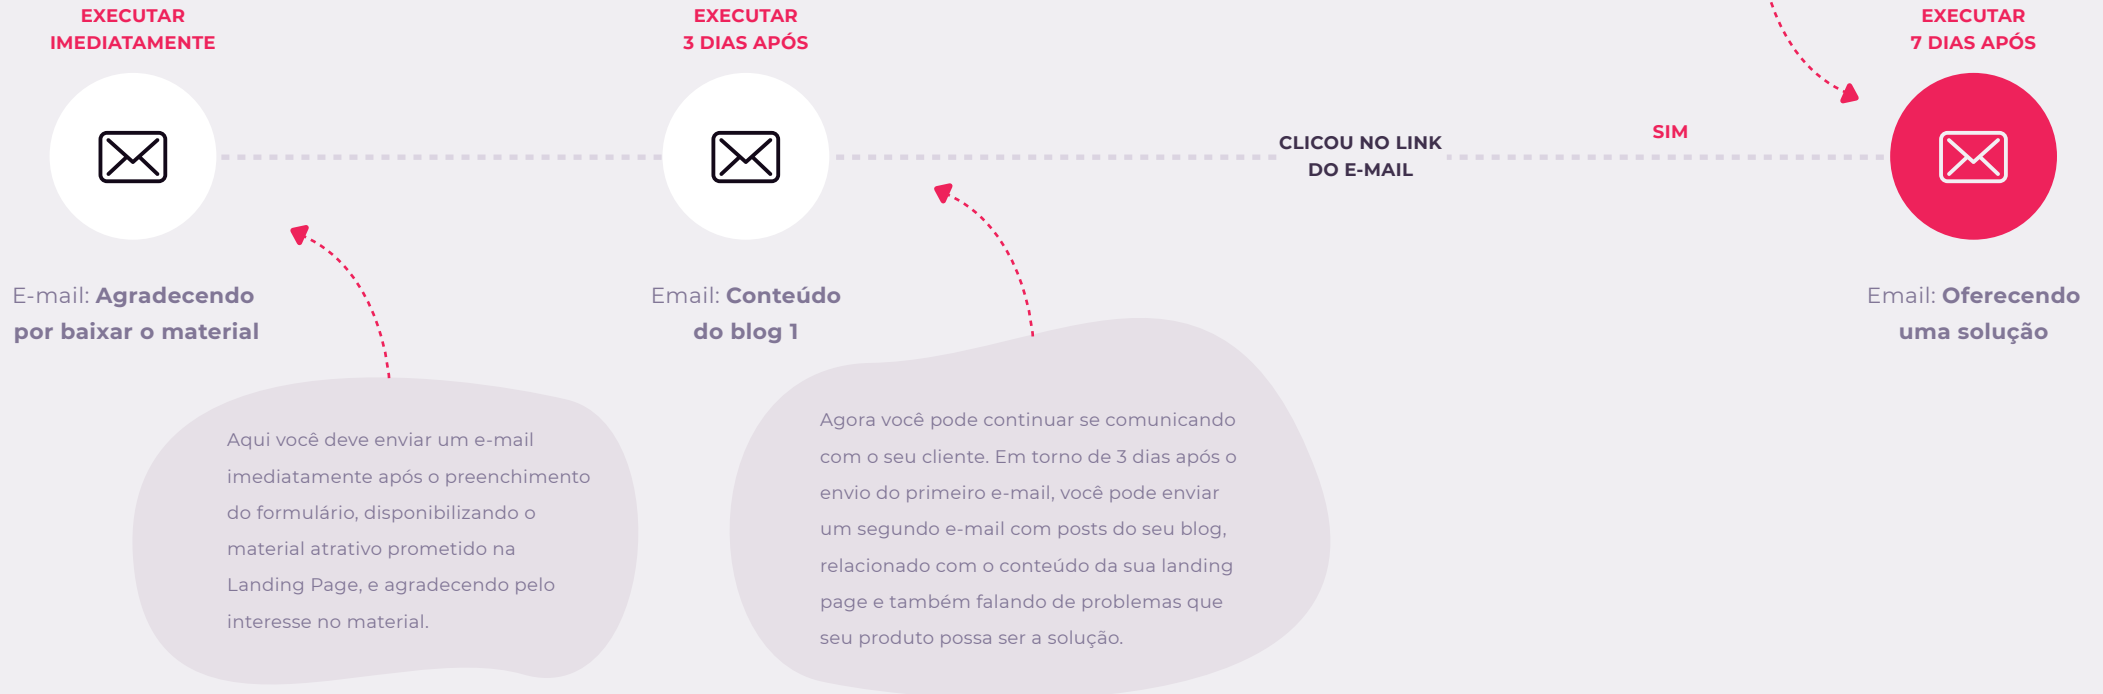 EXECUTAR
IMEDIATAMENTE
EXECUTAR
3 DIAS APÓS
EXECUTAR
7 DIAS APÓS
CLICOU NO LINK
DO E-MAIL
SIM
E-mail: Agradecendo
por baixar o material
Email: Conteúdo
do blog 1
Email: Oferecendo
uma solução
Aqui você deve enviar um e-mail
imediatamente após o preenchimento
do formulário, disponibilizando o
material atrativo prometido na
Landing Page, e agradecendo pelo
interesse no material.
Agora você pode continuar se comunicando
com o seu cliente. Em torno de 3 dias após o
envio do primeiro e-mail, você pode enviar
um segundo e-mail com posts do seu blog,
relacionado com o conteúdo da sua landing
page e também falando de problemas que
seu produto possa ser a solução.